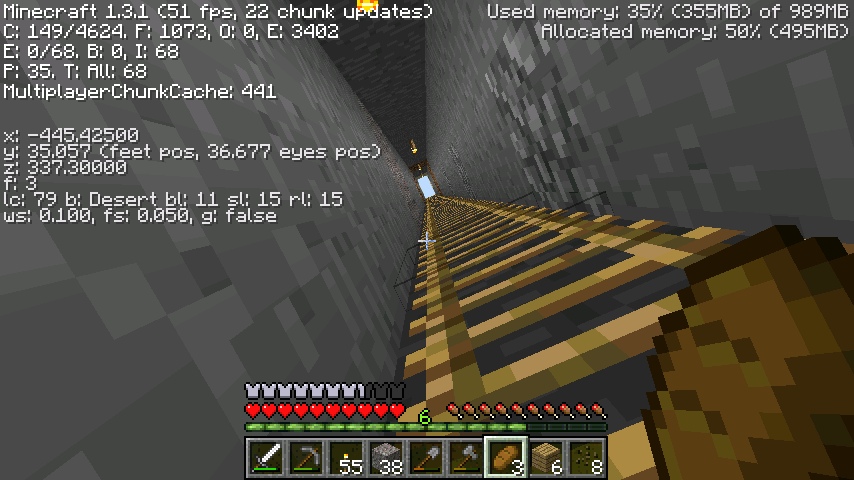 Minecraft 1.3.1 (51 fps, 22 chunk updates)
Used memory: 35% (355MB) of 989MB
C: 149/4624. F: 1073, O: 0, E: 3402
Allocated memory: 50% (495MB)
E: 0/68. B: 0, I: 68
P: 35. T: All: 68
MultiplayerChunkCache: 441
x: -445.42500
y: 35.057 (feet pos, 36.677 eyes pos)
z: 337.30000
f: 3
lc: 79 b: Desert bl: 11 sl: 15 rl: 15
ws: 0.100, fs: 0.050, g: false
6
55
38
3
6
8